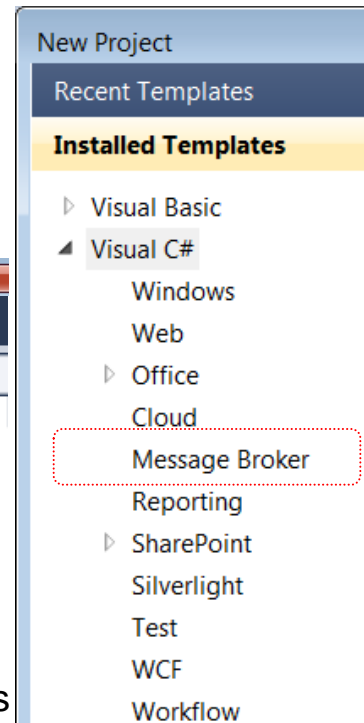 New Project
Recent Templates
Installed Templates
Visual Basic
Visual C#
Windows
Web
Office
Cloud
Message Broker
Reporting
SharePoint
Silverlight
Test
WCF
s
Workflow